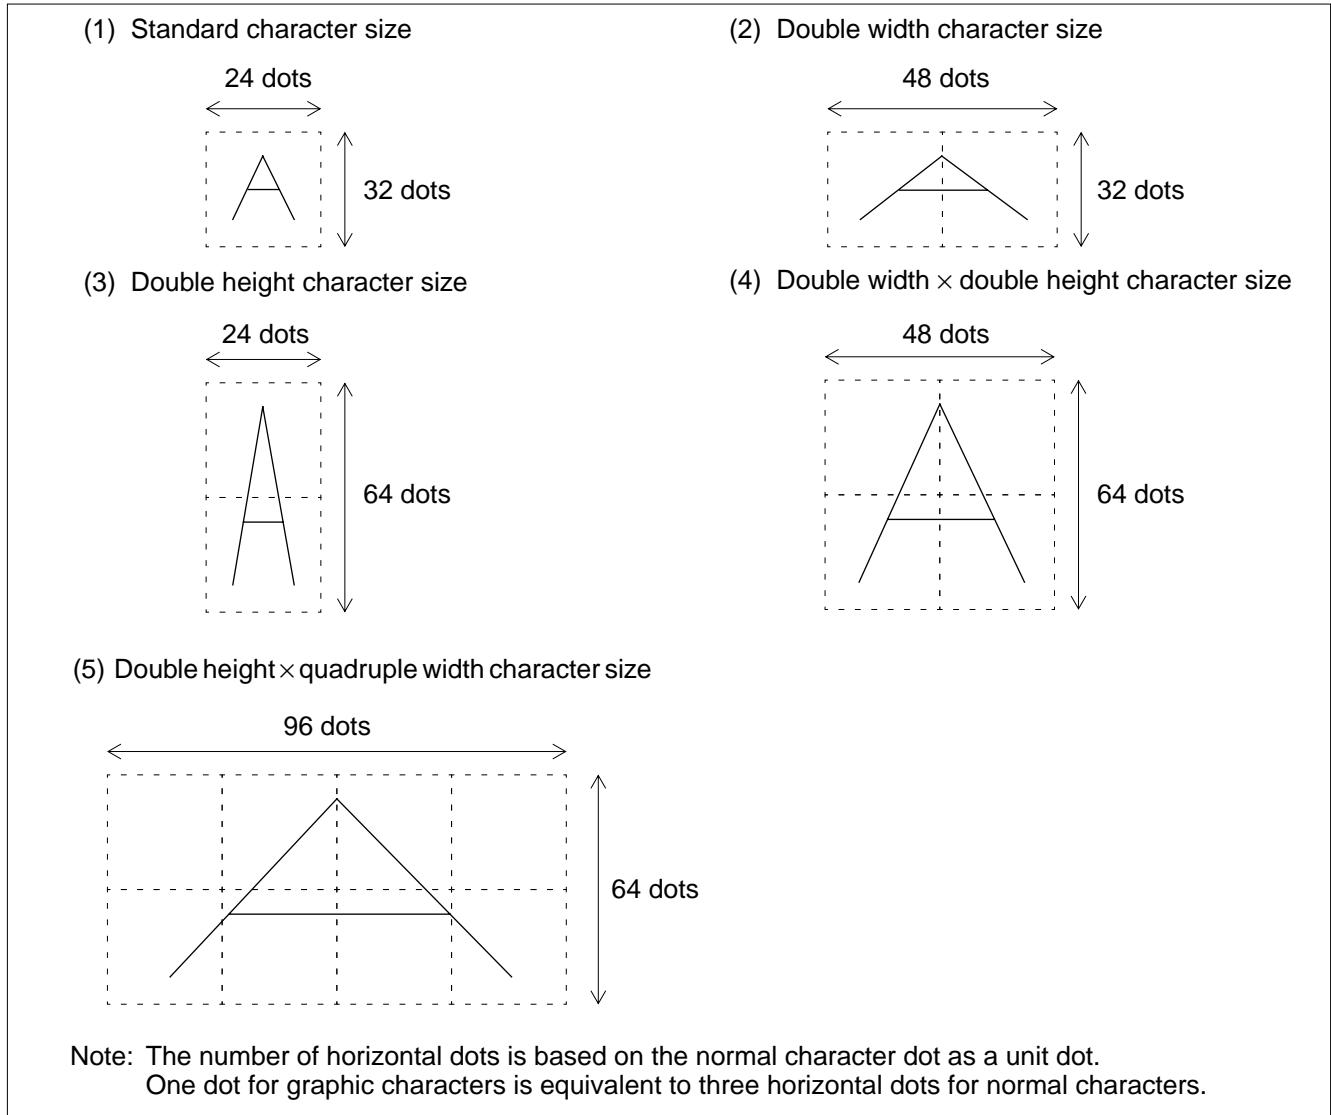 (1) Standard character size
(2) Double width character size
24 dots
48 dots
32 dots
32 dots
(3) Double height character size
(4) Double width × double height character size
24 dots
48 dots
64 dots
64 dots
(5) Double height × quadruple width character size
96 dots
64 dots
Note: The number of horizontal dots is based on the normal character dot as a unit dot.
One dot for graphic characters is equivalent to three horizontal dots for normal characters.